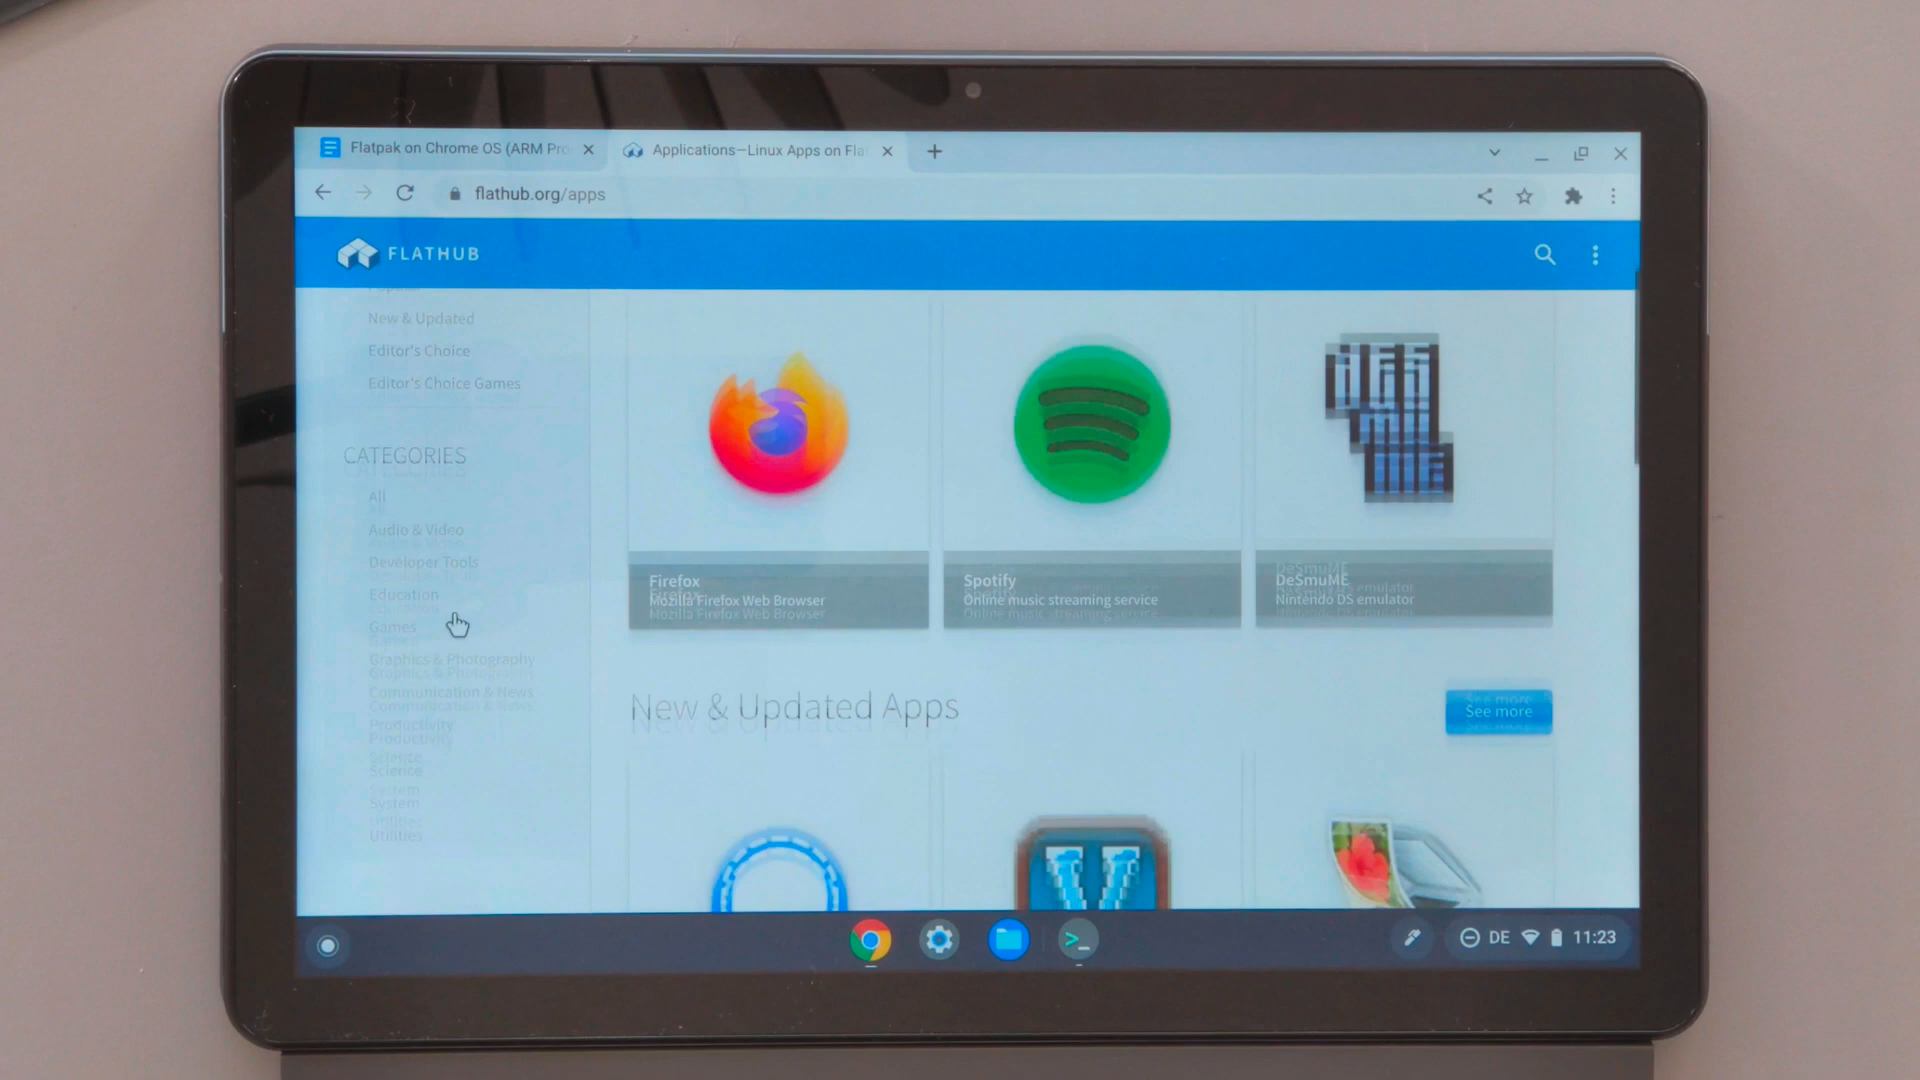 Flatpak on Chrome OS (ARM Pro
Applications—Linux Apps on Fla
flathub.org/apps
FLATHUB
New & Updated
Editor's Choice
Editor's Choice Games
CATEGORIES
All
Audio & Video
Developer Tools
Education
Games
Graphics & Photography
Communication & News
Productivity
Science
System
Utilities
Firefox
Mozilla Firefox Web Browser
Spotify
Online music streaming service
DeSmuME
Nintendo DS emulator
New & Updated Apps
See more
DE
11:23